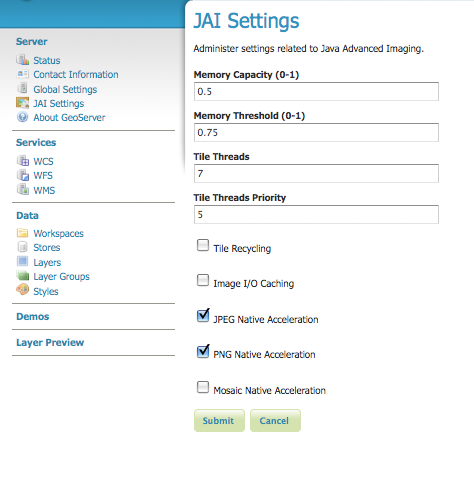 Server
Status
Contact Information
Global Settings
JAI Settings
About GeoServer
Services
WCS
WFS
WMS
Data
Workspaces
Stores
Layers
Layer Groups
Styles
Demos
Layer Preview
JAI Settings
Administer settings related to Java Advanced Imaging.
Memory Capacity (0-1)
0.5
Memory Threshold (0-1)
0.75
Tile Threads
7
Tile Threads Priority
5
Tile Recycling
Image I/O Caching
JPEG Native Acceleration
PNG Native Acceleration
Mosaic Native Acceleration
Submit Cancel